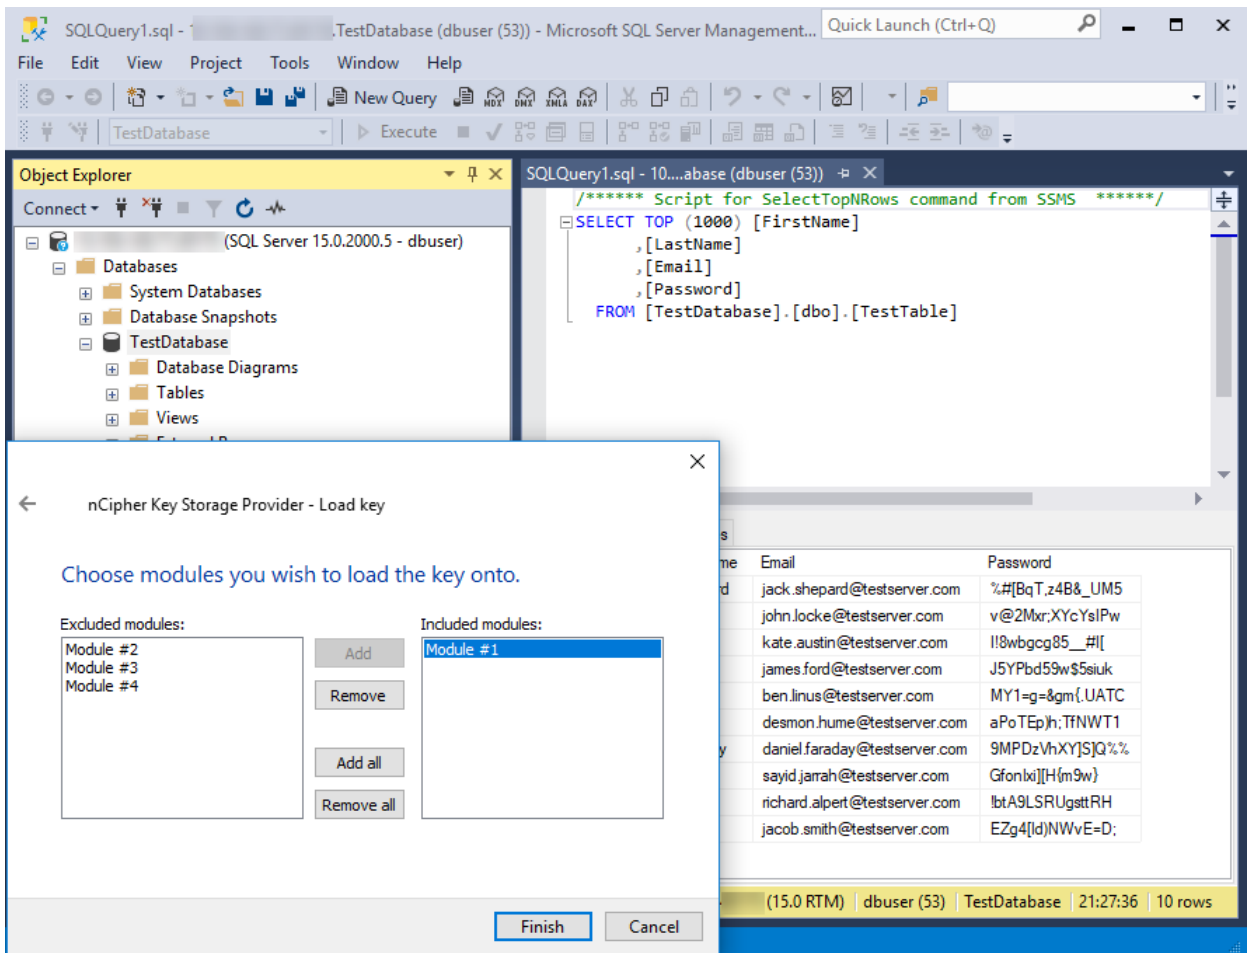 SQLQuery1.sql - .TestDatabase (dbuser (53)) - Microsoft SQL Server Management...
Quick Launch (Ctrl+Q)
File Edit View Project Tools Window Help
New Query MDX DMX XMLA DAX
TestDatabase Execute
Object Explorer
SQLQuery1.sql - 10....abase (dbuser (53))
Connect
/****** Script for SelectTopNRows command from SSMS ******/
SELECT TOP (1000) [FirstName]
,[LastName]
,[Email]
,[Password]
FROM [TestDatabase].[dbo].[TestTable]
(SQL Server 15.0.2000.5 - dbuser)
Databases
System Databases
Database Snapshots
TestDatabase
Database Diagrams
Tables
Views
nCipher Key Storage Provider - Load key
Choose modules you wish to load the key onto.
Excluded modules:
Module #2
Module #3
Module #4
Add
Remove
Add all
Remove all
Included modules:
Module #1
Finish Cancel
s
me Email Password
rd jack.shepard@testserver.com %#[BqT,z4B&_UM5
john.locke@testserver.com v@2Mxr;XYcYsIPw
kate.austin@testserver.com
james.ford@testserver.com J5YPbd59w$5siuk
ben.linus@testserver.com MY1=g=&gm{.UATC
desmon.hume@testserver.com aPoTEp)h;TfNWT1
y daniel.faraday@testserver.com 9MPDzVhXY]S]Q%%
sayid.jarrah@testserver.com
richard.alpert@testserver.com !btA9LSRUgsttRH
jacob.smith@testserver.com
(15.0 RTM) dbuser (53) TestDatabase 21:27:36 10 rows